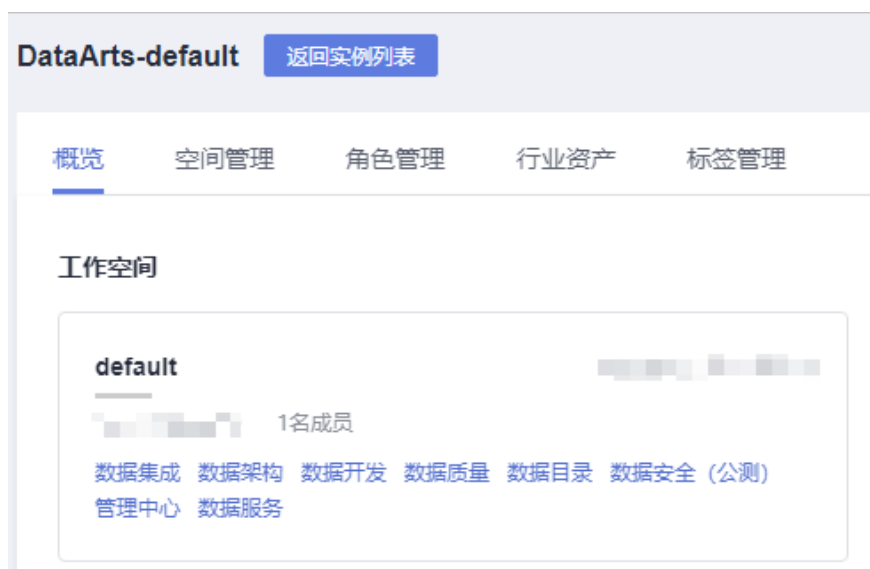 DataArts-default 返回实例列表
概览 空间管理 角色管理 行业资产 标签管理
工作空间
default
1名成员
数据集成 数据架构 数据开发 数据质量 数据目录 数据安全（公测）
管理中心 数据服务